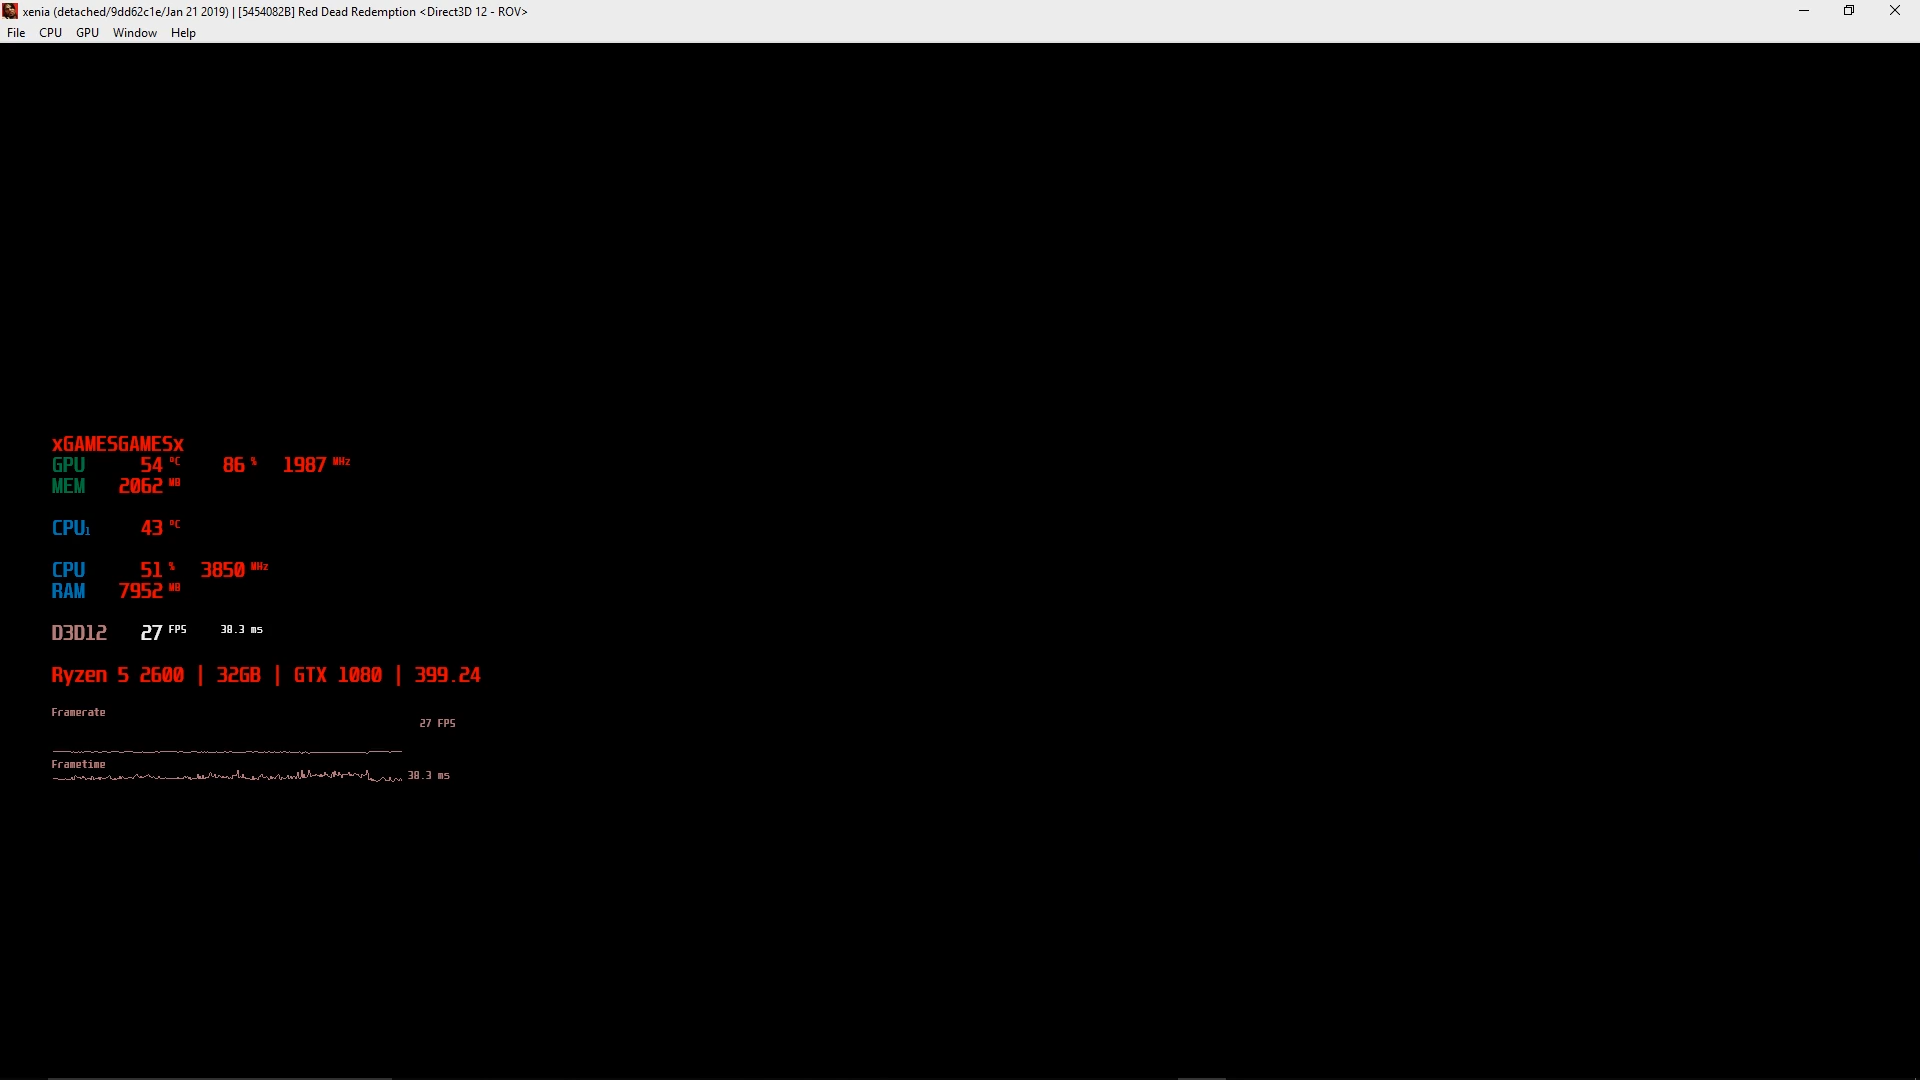 xenia (detached/9dd62c1e/Jan 21 2019) | [5454082B] Red Dead Redemption <Direct3D 12 - ROV>
File CPU GPU Window Help
xGAMESGAMESx
GPU 54 °C 86 % 1987 MHz
MEM 2062 MB
CPU1 43 °C
CPU 51 % 3850 MHz
RAM 7952 MB
D3D12 27 FPS 38.3 ms
Ryzen 5 2600 | 32GB | GTX 1080 | 399.24
Framerate
27 FPS
Frametime
38.3 ms